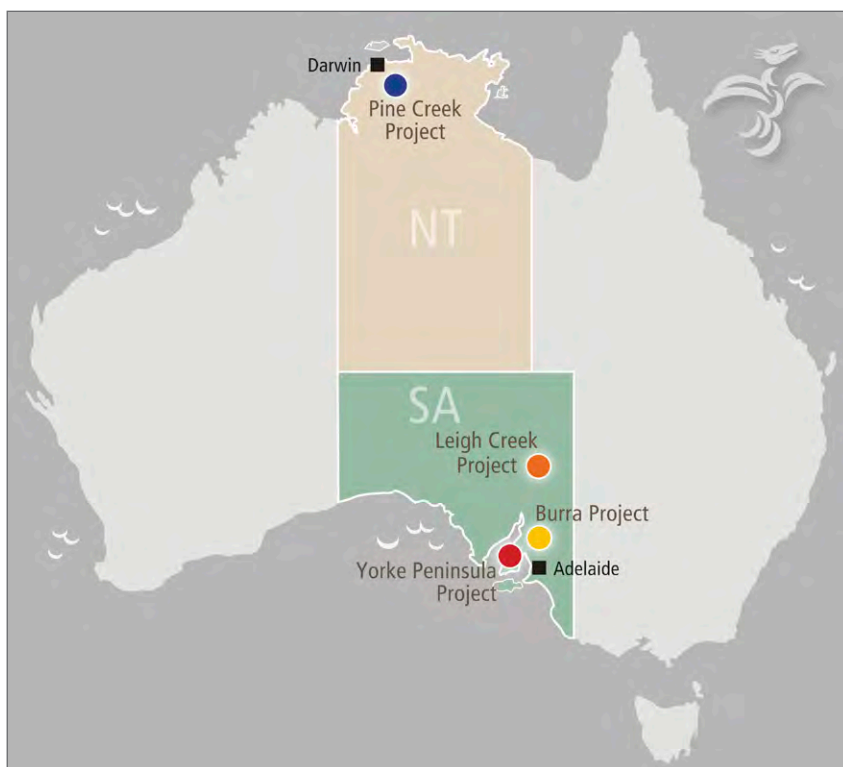 Darwin
Pine Creek
Project
NT
SA
Leigh Creek
Project
Burra Project
Yorke Peninsula
Project
Adelaide